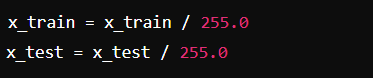 x_train = x_train / 255.0
x_test = x_test / 255.0